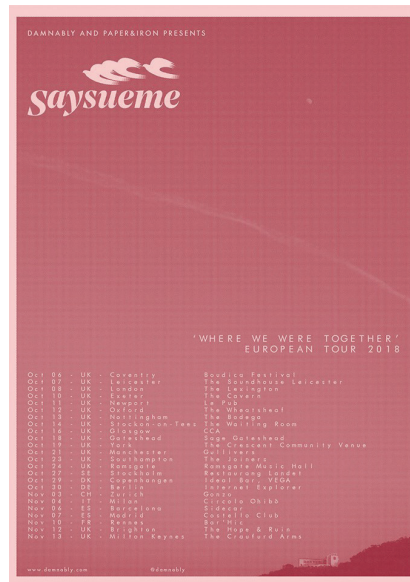 DAMNABLY AND PAPER&IRON PRESENTS
saysueme
'WHERE WE WERE TOGETHER'
EUROPEAN TOUR 2018
Oct 06 - UK - Coventry Boudica Festival
Oct 07 - UK - Leicester The Soundhouse Leicester
Oct 08 - UK - London The Lexington
Oct 10 - UK - Exeter The Cavern
Oct 11 - UK - Newport Le Pub
Oct 12 - UK - Oxford The Wheatsheaf
Oct 13 - UK - Nottingham The Bodega
Oct 14 - UK - Stockton-on-Tees The Waiting Room
Oct 16 - UK - Glasgow CCA
Oct 18 - UK - Gateshead Sage Gateshead
Oct 19 - UK - York The Crescent Community Venue
Oct 21 - UK - Manchester Gullivers
Oct 23 - UK - Southampton The Joiners
Oct 26 - UK - Ramsgate Ramsgate Music Hall
Oct 27 - SE - Stockholm Restaurang Landet
Oct 29 - DK - Copenhagen Ideal Bar, VEGA
Oct 30 - DE - Berlin Internet Explorer
Nov 03 - CH - Zurich Gonzo
Nov 04 - IT - Milan Circolo Ohibò
Nov 06 - ES - Barcelona Sidecar
Nov 07 - ES - Madrid Costello Club
Nov 10 - FR - Rennes Bar'Hic
Nov 12 - UK - Brighton The Hope & Ruin
Nov 13 - UK - Milton Keynes The Craufurd Arms
www.damnably.com @damnably